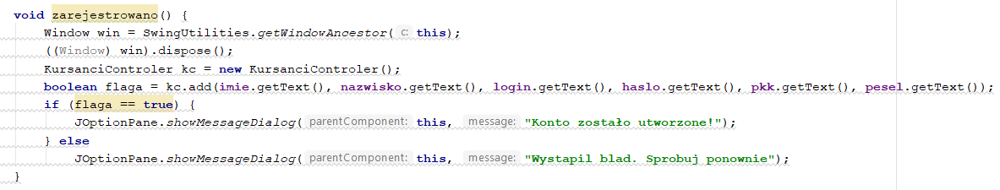 void zarejestrowano() {
    Window win = SwingUtilities.getWindowAncestor( c: this);
    ((Window) win).dispose();
    KursanciControler kc = new KursanciControler();
    boolean flaga = kc.add(imie.getText(), nazwisko.getText(), login.getText(), haslo.getText(), pkk.getText(), pesel.getText());
    if (flaga == true) {
        JOptionPane.showMessageDialog( parentComponent: this, message: "Konto zostało utworzone!");
    } else
        JOptionPane.showMessageDialog( parentComponent: this, message: "Wystapil blad. Sprobuj ponownie");
}